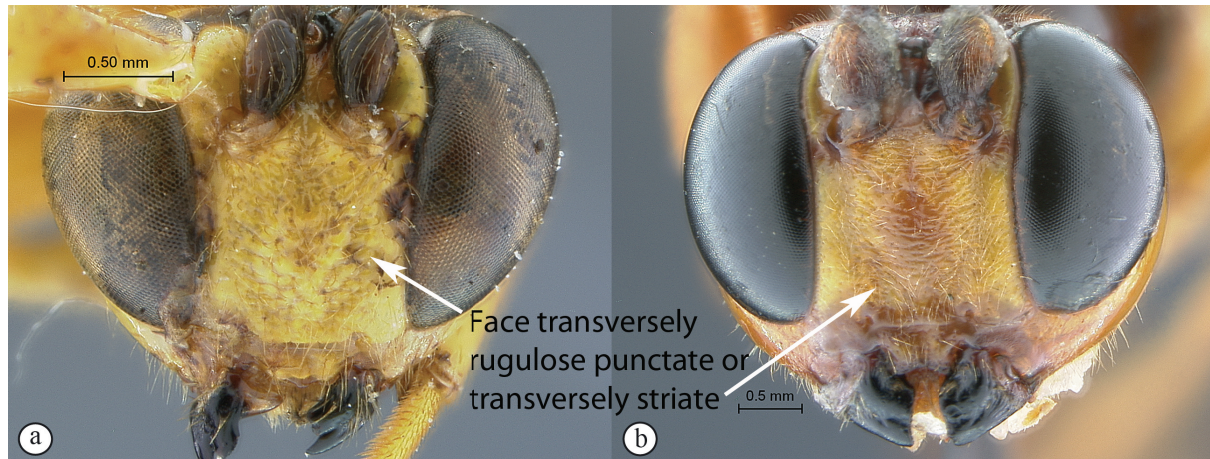 0.50 mm
Face transversely
rugulose punctate or
transversely striate
0.5 mm
a
b